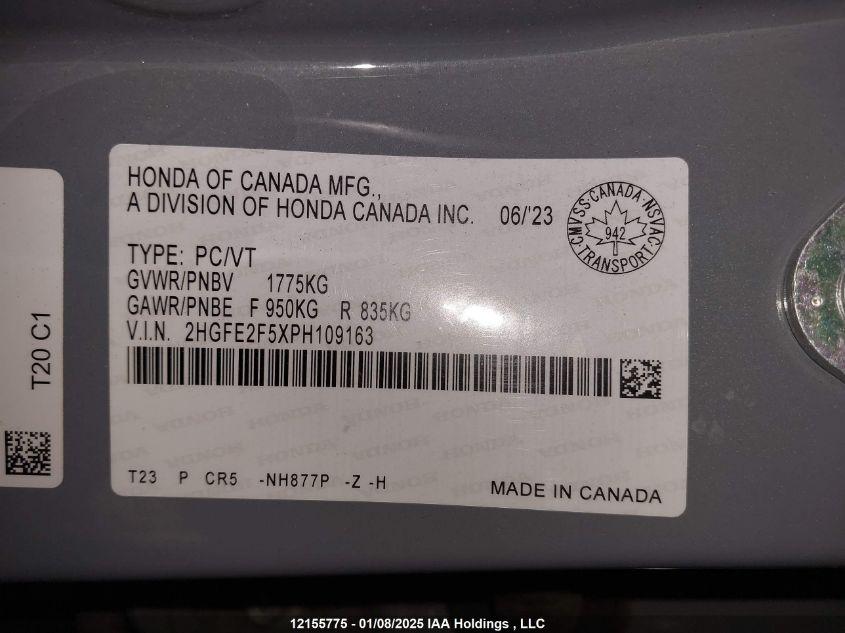 HONDA OF CANADA MFG.,
A DIVISION OF HONDA CANADA INC. 06/'23
CMVSS·CANADA·NSVAC·TRANSPORT
942
TYPE: PC/VT
GVWR/PNBV 1775KG
GAWR/PNBE F 950KG R 835KG
V.I.N. 2HGFE2F5XPH109163
T20 C1
T23 P CR5 -NH877P -Z -H
MADE IN CANADA
12155775 - 01/08/2025 IAA Holdings , LLC